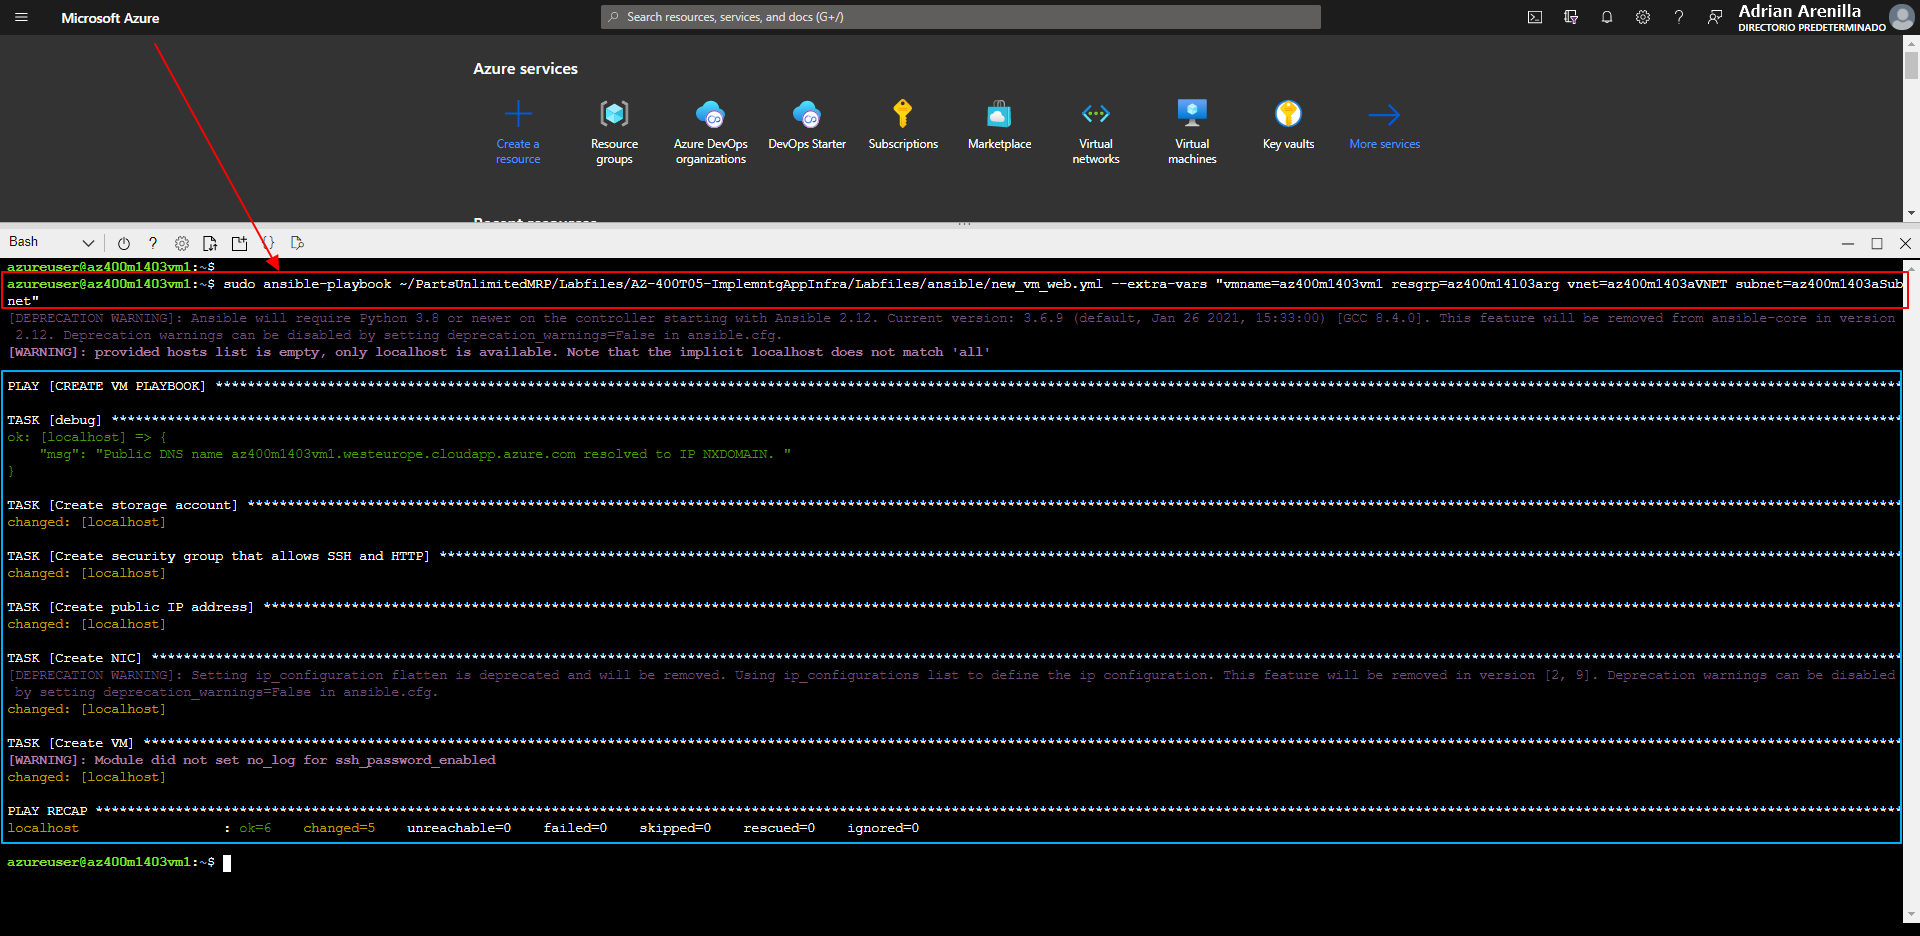 Microsoft Azure
Search resources, services, and docs (G+/)
Adrian Arenilla
DIRECTORIO PREDETERMINADO
Azure services
Create a resource
Resource groups
Azure DevOps organizations
DevOps Starter
Subscriptions
Marketplace
Virtual networks
Virtual machines
Key vaults
More services
Recent resources
Bash
azureuser@az400m1403vm1:~$
azureuser@az400m1403vm1:~$ sudo ansible-playbook ~/PartsUnlimitedMRP/Labfiles/AZ-400T05-ImplemntgAppInfra/Labfiles/ansible/new_vm_web.yml --extra-vars "vmname=az400m1403vm1 resgrp=az400m14l03arg vnet=az400m1403aVNET subnet=az400m1403aSub
net"
[DEPRECATION WARNING]: Ansible will require Python 3.8 or newer on the controller starting with Ansible 2.12. Current version: 3.6.9 (default, Jan 26 2021, 15:33:00) [GCC 8.4.0]. This feature will be removed from ansible-core in version
2.12. Deprecation warnings can be disabled by setting deprecation_warnings=False in ansible.cfg.
[WARNING]: provided hosts list is empty, only localhost is available. Note that the implicit localhost does not match 'all'
PLAY [CREATE VM PLAYBOOK] ****************************************************************
TASK [debug] ****************************************************************
ok: [localhost] => {
"msg": "Public DNS name az400m1403vm1.westeurope.cloudapp.azure.com resolved to IP NXDOMAIN. "
}
TASK [Create storage account] ****************************************************************
changed: [localhost]
TASK [Create security group that allows SSH and HTTP] ****************************************************************
changed: [localhost]
TASK [Create public IP address] ****************************************************************
changed: [localhost]
TASK [Create NIC] ****************************************************************
[DEPRECATION WARNING]: Setting ip_configuration flatten is deprecated and will be removed. Using ip_configurations list to define the ip configuration. This feature will be removed in version [2, 9]. Deprecation warnings can be disabled
by setting deprecation_warnings=False in ansible.cfg.
changed: [localhost]
TASK [Create VM] ****************************************************************
[WARNING]: Module did not set no_log for ssh_password_enabled
changed: [localhost]
PLAY RECAP ****************************************************************
localhost : ok=6 changed=5 unreachable=0 failed=0 skipped=0 rescued=0 ignored=0
azureuser@az400m1403vm1:~$